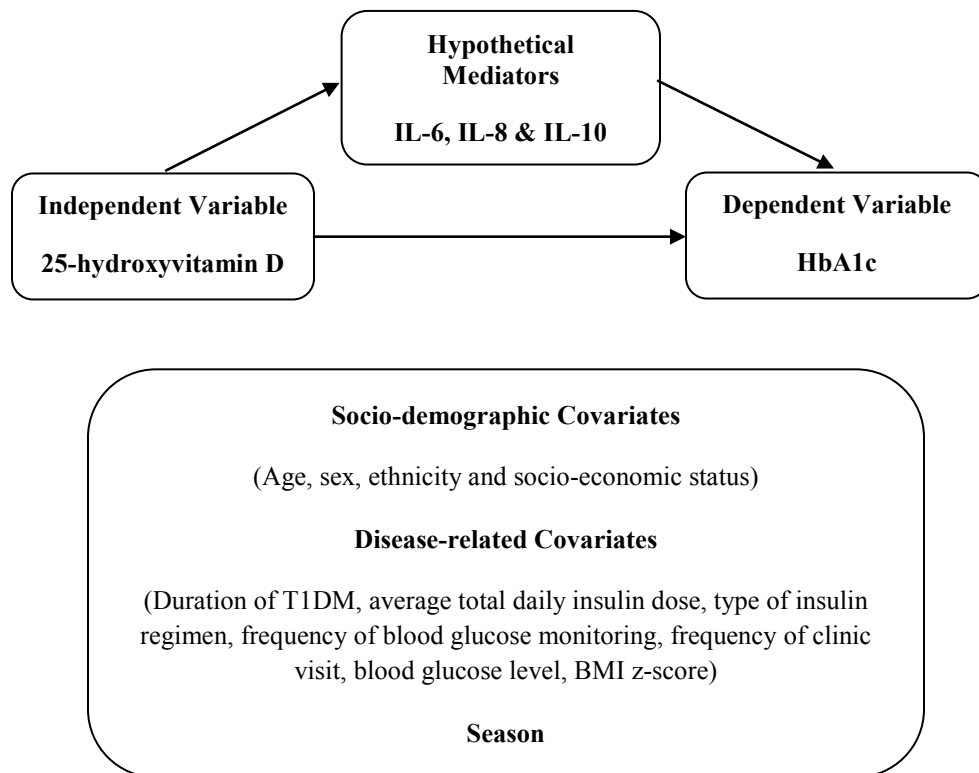 Hypothetical
Mediators
IL-6, IL-8 & IL-10
Independent Variable
25-hydroxyvitamin D
Dependent Variable
HbA1c
Socio-demographic Covariates
(Age, sex, ethnicity and socio-economic status)
Disease-related Covariates
(Duration of T1DM, average total daily insulin dose, type of insulin
regimen, frequency of blood glucose monitoring, frequency of clinic
visit, blood glucose level, BMI z-score)
Season